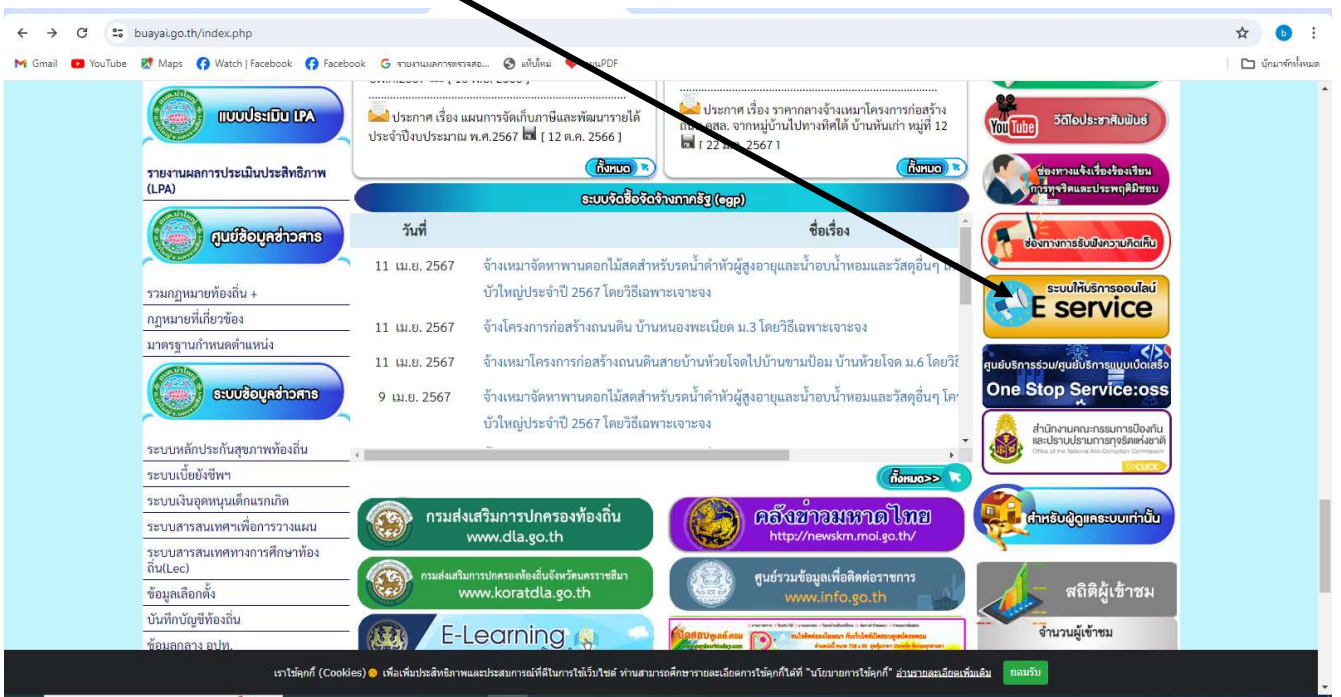 buayai.go.th/index.php
b
Gmail
YouTube
Maps
Watch | Facebook
Facebook
รายงานผลการตรวจสอ...
แท็บใหม่
บุ๊กมาร์กทั้งหมด
แบบประเมิน LPA
รายงานผลการประเมินประสิทธิภาพ
(LPA)
ศูนย์ข้อมูลข่าวสาร
รวมกฎหมายท้องถิ่น +
กฎหมายที่เกี่ยวข้อง
มาตรฐานกำหนดตำแหน่ง
ระบบข้อมูลข่าวสาร
ระบบหลักประกันสุขภาพท้องถิ่น
ระบบเบี้ยยังชีพฯ
ระบบเงินอุดหนุนเด็กแรกเกิด
ระบบสารสนเทศฯเพื่อการวางแผน
ระบบสารสนเทศทางการศึกษาท้อง
ถิ่น(Lec)
ข้อมูลเลือกตั้ง
บันทึกบัญชีท้องถิ่น
ข้อมูลกลาง อปท.
ประกาศ เรื่อง แผนการจัดเก็บภาษีและพัฒนารายได้
ประจำปีงบประมาณ พ.ศ.2567 [ 12 ต.ค. 2566 ]
ทั้งหมด
ประกาศ เรื่อง ราคากลางจ้างเหมาโครงการก่อสร้าง
คสล. จากหมู่บ้านไปทางทิศใต้ บ้านหันเก่า หมู่ที่ 12
[ 22 2567 ]
ทั้งหมด
ระบบจัดซื้อจัดจ้างภาครัฐ (egp)
วันที่ ชื่อเรื่อง
11 เม.ย. 2567 จ้างเหมาจัดหาพานดอกไม้สดสำหรับรดน้ำดำหัวผู้สูงอายุและน้ำอบน้ำหอมและวัสดุอื่นๆ
บัวใหญ่ประจำปี 2567 โดยวิธีเฉพาะเจาะจง
11 เม.ย. 2567 จ้างโครงการก่อสร้างถนนดิน บ้านหนองพะเนียด ม.3 โดยวิธีเฉพาะเจาะจง
11 เม.ย. 2567 จ้างเหมาโครงการก่อสร้างถนนดินสายบ้านห้วยโจดไปบ้านขามป้อม บ้านห้วยโจด ม.6 โดยวิธี
9 เม.ย. 2567 จ้างเหมาจัดหาพานดอกไม้สดสำหรับรดน้ำดำหัวผู้สูงอายุและน้ำอบน้ำหอมและวัสดุอื่นๆ
บัวใหญ่ประจำปี 2567 โดยวิธีเฉพาะเจาะจง
ทั้งหมด>>
กรมส่งเสริมการปกครองท้องถิ่น
www.dla.go.th
คลังข่าวมหาดไทย
http://newskm.moi.go.th/
กรมส่งเสริมการปกครองท้องถิ่นจังหวัดนครราชสีมา
www.koratdla.go.th
ศูนย์รวมข้อมูลเพื่อติดต่อราชการ
www.info.go.th
E-Learning
You Tube
วิดีโอประชาสัมพันธ์
ช่องทางแจ้งเรื่องร้องเรียน
การทุจริตและประพฤติมิชอบ
ช่องทางการรับฟังความคิดเห็น
ระบบให้บริการออนไลน์
E service
ศูนย์บริการร่วม/ศูนย์บริการแบบเบ็ดเสร็จ
One Stop Service:oss
สำนักงานคณะกรรมการป้องกัน
และปราบปรามการทุจริตแห่งชาติ
Office of the National Anti-Corruption Commission
CLICK
สำหรับผู้ดูแลระบบเท่านั้น
สถิติผู้เข้าชม
จำนวนผู้เข้าชม
เราใช้คุกกี้ (Cookies) เพื่อเพิ่มประสิทธิภาพและประสบการณ์ที่ดีในการใช้เว็บไซต์ ท่านสามารถศึกษารายละเอียดการใช้คุกกี้ได้ที่ "นโยบายการใช้คุกกี้" อ่านรายละเอียดเพิ่มเติม
ยอมรับ